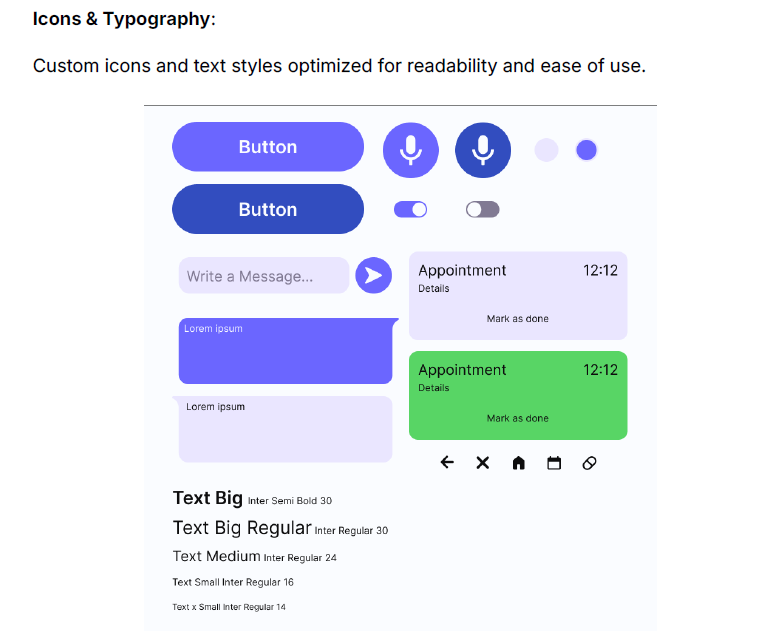 Icons & Typography:
Custom icons and text styles optimized for readability and ease of use.
Button
Button
Write a Message...
Lorem ipsum
Lorem ipsum
Appointment 12:12
Details
Mark as done
Appointment 12:12
Details
Mark as done
Text Big Inter Semi Bold 30
Text Big Regular Inter Regular 30
Text Medium Inter Regular 24
Text Small Inter Regular 16
Text x Small Inter Regular 14